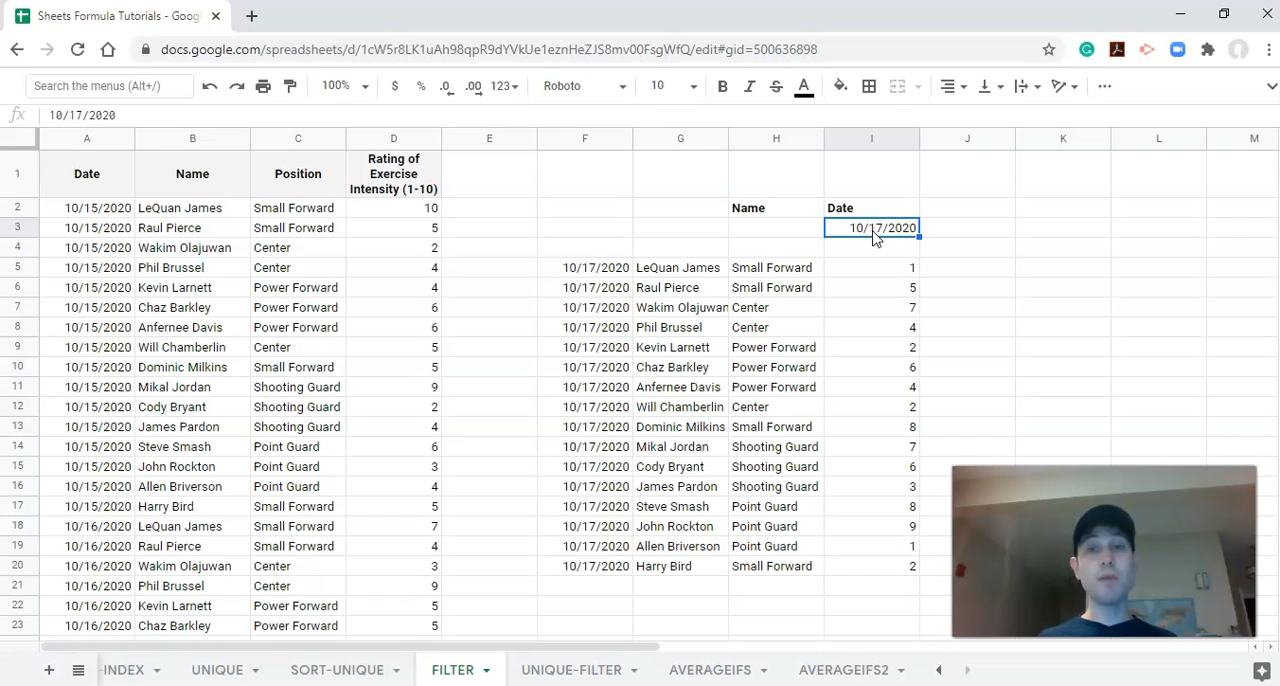 Sheets Formula Tutorials - Goog
docs.google.com/spreadsheets/d/1cW5r8LK1uAh98qpR9dYVkUe1eznHeZJS8mv00FsgWfQ/edit#gid=500636898
Search the menus (Alt+/) 100% $ % .0 .00 123 Roboto 10 B I S A
fx 10/17/2020
A B C D E F G H I J K L M
1 Date Name Position Rating of Exercise Intensity (1-10)
2 10/15/2020 LeQuan James Small Forward 10 Name Date
3 10/15/2020 Raul Pierce Small Forward 5 10/17/2020
4 10/15/2020 Wakim Olajuwan Center 2
5 10/15/2020 Phil Brussel Center 4 10/17/2020 LeQuan James Small Forward 1
6 10/15/2020 Kevin Larnett Power Forward 4 10/17/2020 Raul Pierce Small Forward 5
7 10/15/2020 Chaz Barkley Power Forward 6 10/17/2020 Wakim Olajuwan Center 7
8 10/15/2020 Anfernee Davis Power Forward 6 10/17/2020 Phil Brussel Center 4
9 10/15/2020 Will Chamberlin Center 5 10/17/2020 Kevin Larnett Power Forward 2
10 10/15/2020 Dominic Milkins Small Forward 5 10/17/2020 Chaz Barkley Power Forward 6
11 10/15/2020 Mikal Jordan Shooting Guard 9 10/17/2020 Anfernee Davis Power Forward 4
12 10/15/2020 Cody Bryant Shooting Guard 2 10/17/2020 Will Chamberlin Center 2
13 10/15/2020 James Pardon Shooting Guard 4 10/17/2020 Dominic Milkins Small Forward 8
14 10/15/2020 Steve Smash Point Guard 6 10/17/2020 Mikal Jordan Shooting Guard 7
15 10/15/2020 John Rockton Point Guard 3 10/17/2020 Cody Bryant Shooting Guard 6
16 10/15/2020 Allen Briverson Point Guard 4 10/17/2020 James Pardon Shooting Guard 3
17 10/15/2020 Harry Bird Small Forward 5 10/17/2020 Steve Smash Point Guard 8
18 10/16/2020 LeQuan James Small Forward 7 10/17/2020 John Rockton Point Guard 9
19 10/16/2020 Raul Pierce Small Forward 4 10/17/2020 Allen Briverson Point Guard 1
20 10/16/2020 Wakim Olajuwan Center 3 10/17/2020 Harry Bird Small Forward 2
21 10/16/2020 Phil Brussel Center 9
22 10/16/2020 Kevin Larnett Power Forward 5
23 10/16/2020 Chaz Barkley Power Forward 5
-INDEX UNIQUE SORT-UNIQUE FILTER UNIQUE-FILTER AVERAGEIFS AVERAGEIFS2